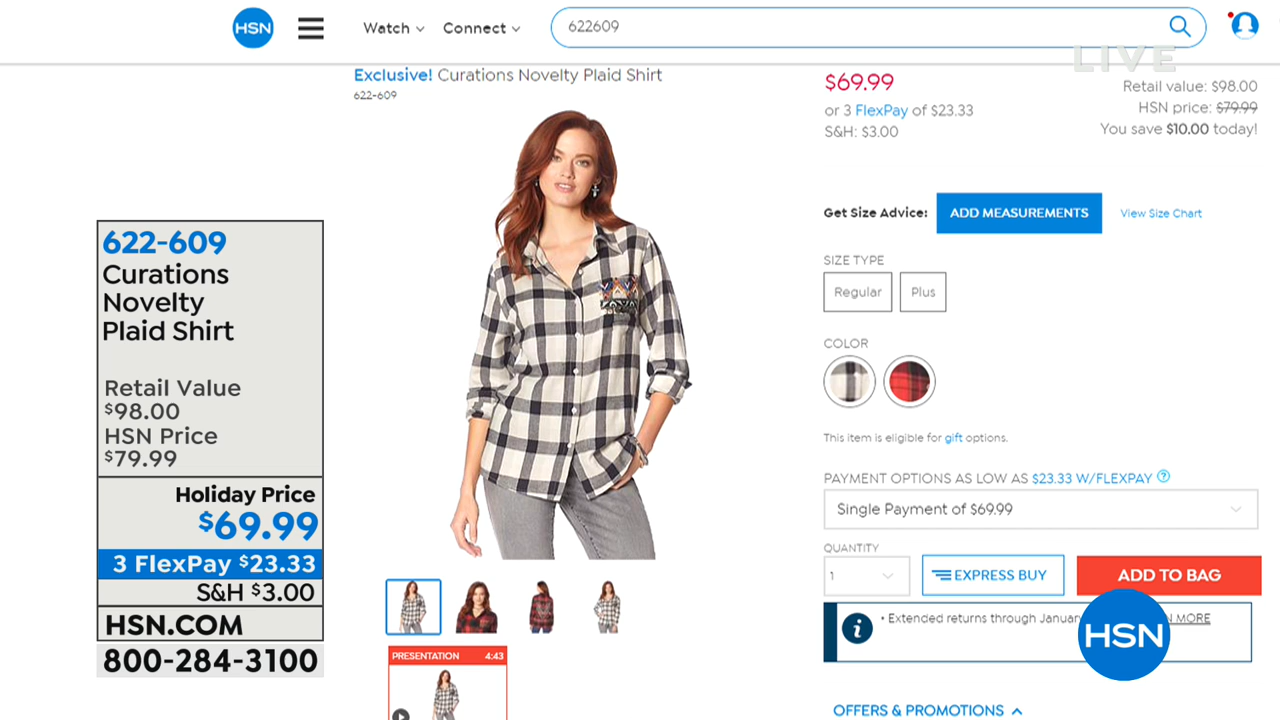 HSN
Watch
Connect
622609
LIVE
Exclusive! Curations Novelty Plaid Shirt
622-609
$69.99
or 3 FlexPay of $23.33
S&H: $3.00
Retail value: $98.00
HSN price: $79.99
You save $10.00 today!
Get Size Advice:
ADD MEASUREMENTS
View Size Chart
SIZE TYPE
Regular
Plus
COLOR
This item is eligible for gift options.
PAYMENT OPTIONS AS LOW AS $23.33 W/FLEXPAY ?
Single Payment of $69.99
QUANTITY
1
EXPRESS BUY
ADD TO BAG
i
• Extended returns through
MORE
HSN
OFFERS & PROMOTIONS
PRESENTATION 4:43
622-609
Curations
Novelty
Plaid Shirt
Retail Value
$98.00
HSN Price
$79.99
Holiday Price
$69.99
3 FlexPay $23.33
S&H $3.00
HSN.COM
800-284-3100